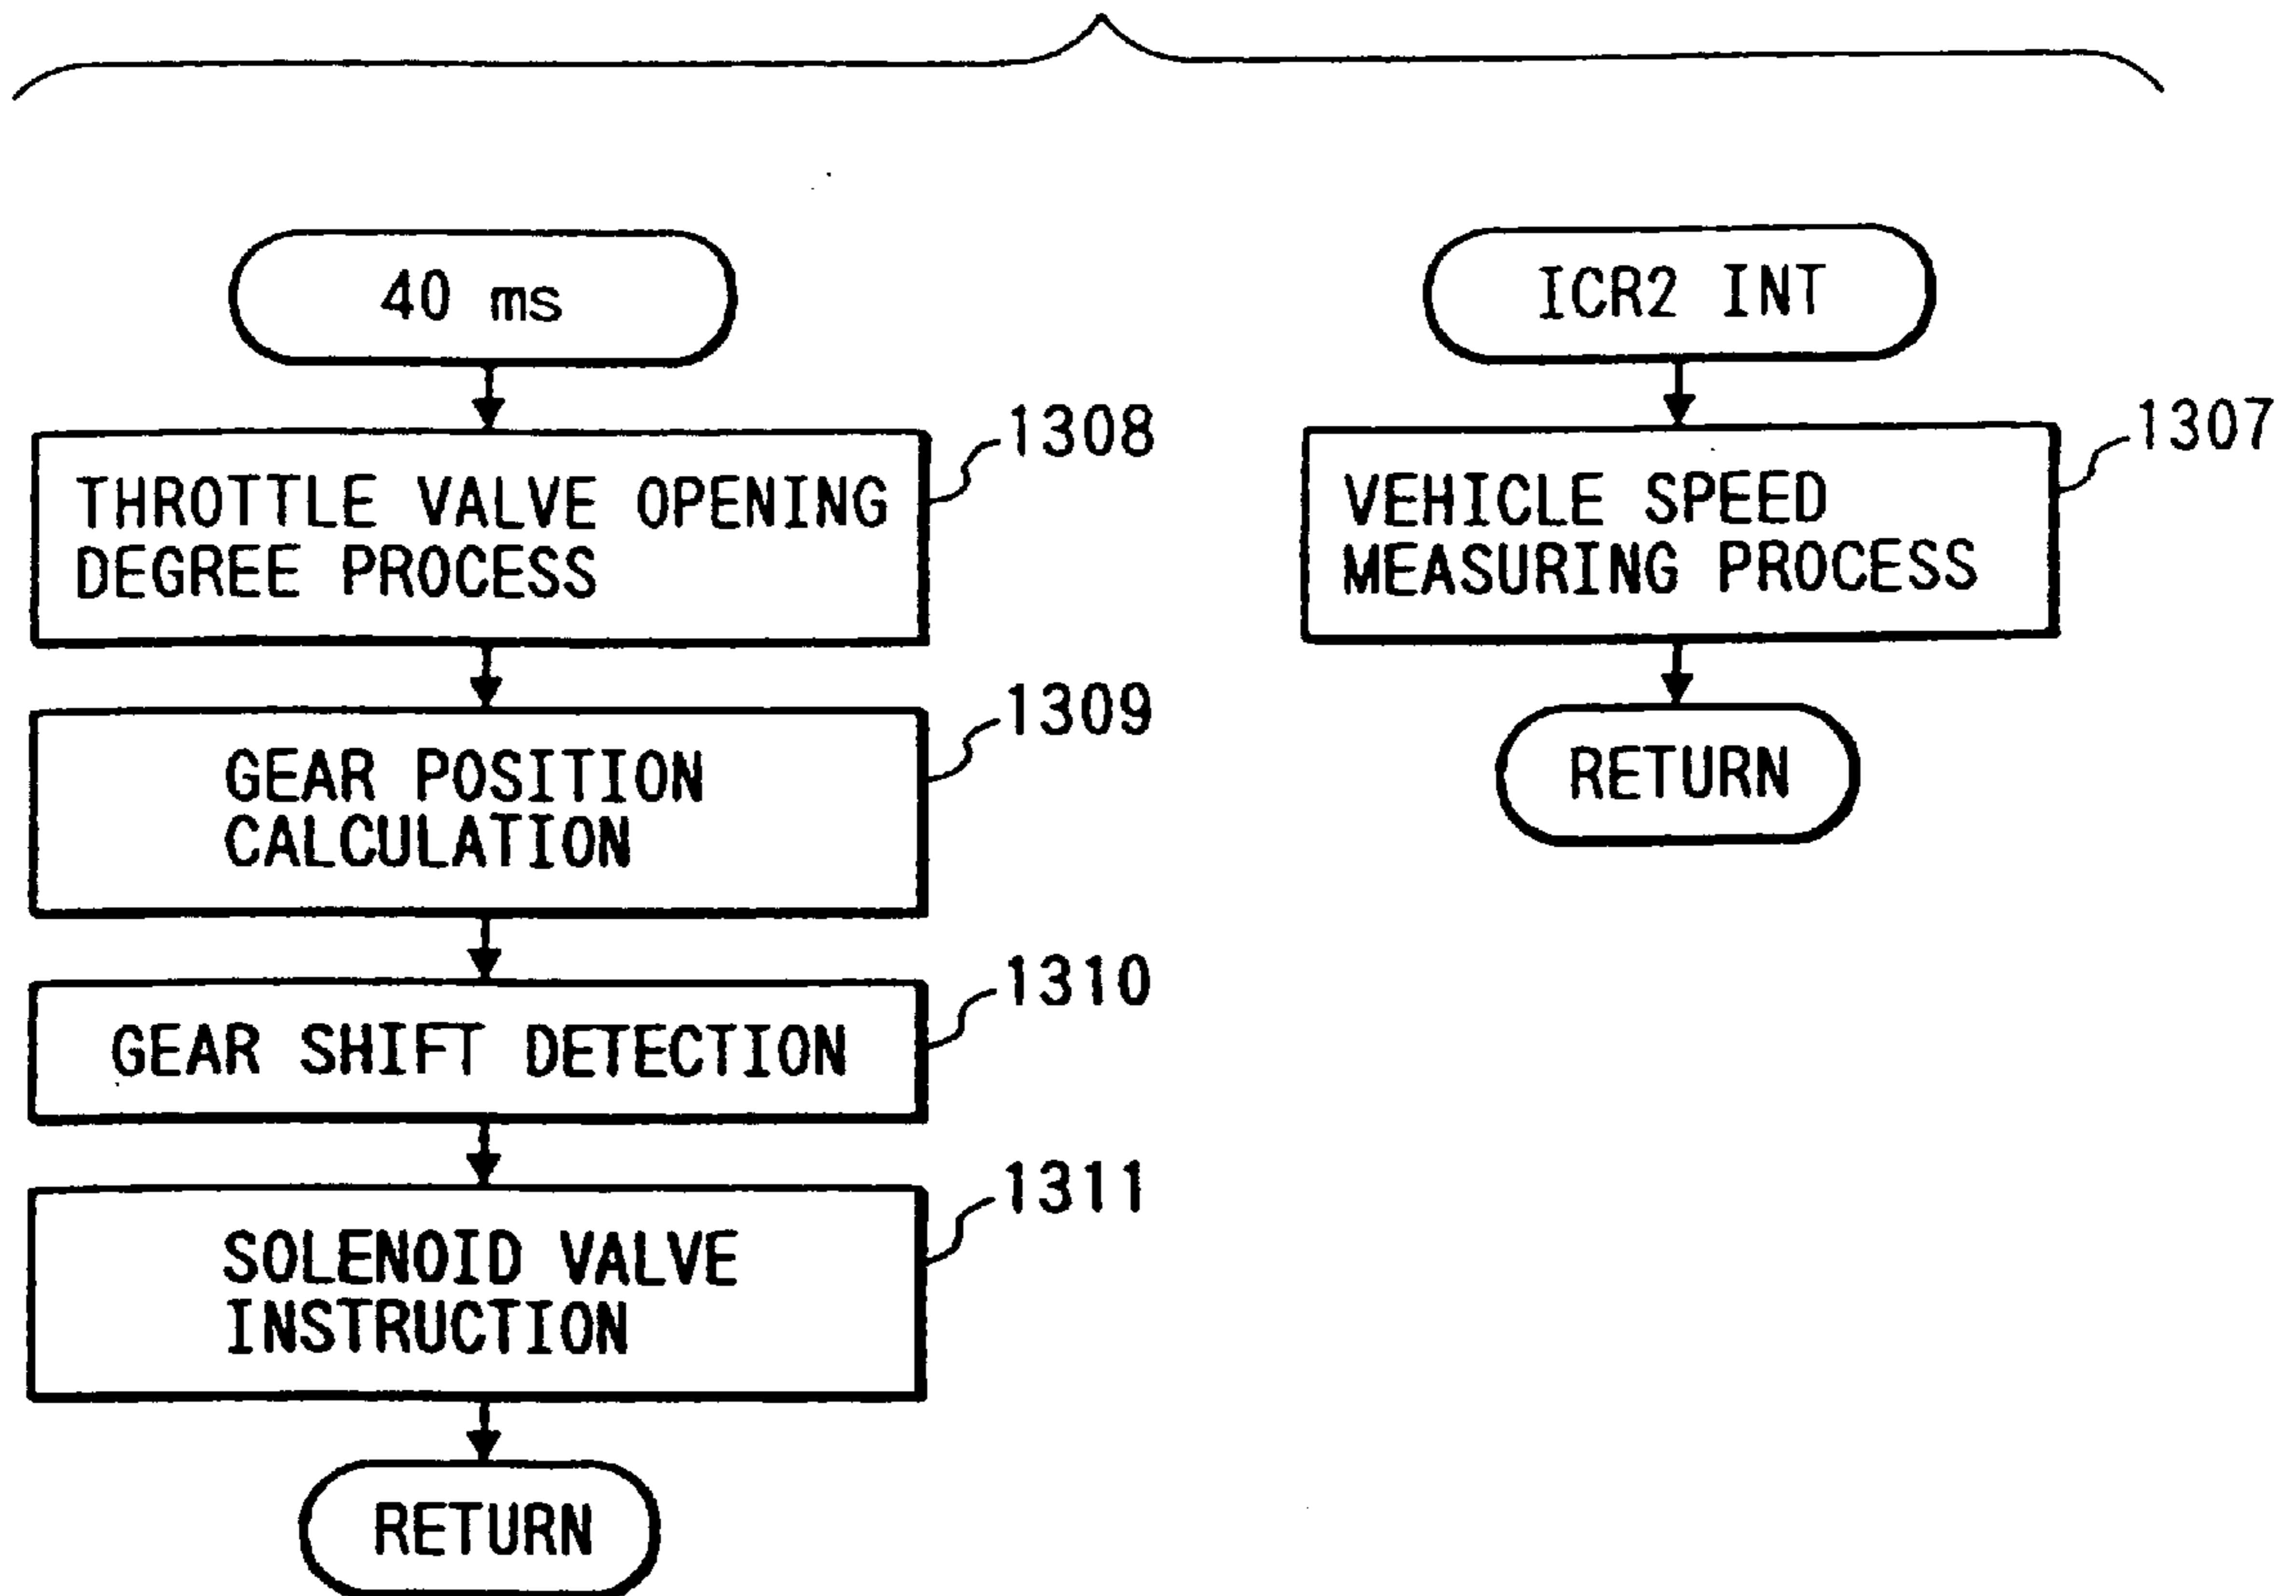 40 ms
1308
THROTTLE VALVE OPENING
DEGREE PROCESS
1309
GEAR POSITION
CALCULATION
1310
GEAR SHIFT DETECTION
1311
SOLENOID VALVE
INSTRUCTION
RETURN
ICR2 INT
1307
VEHICLE SPEED
MEASURING PROCESS
RETURN